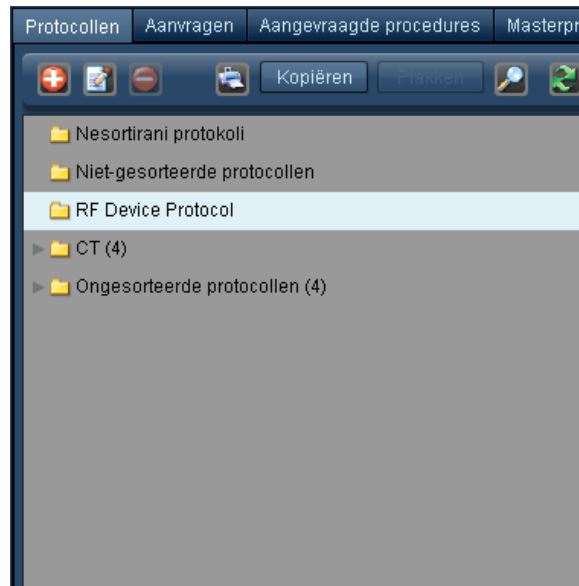 Protocollen Aanvragen Aangevraagde procedures Masterpr
Kopiëren Plakken
Nesortirani protokoli
Niet-gesorteerde protocollen
RF Device Protocol
CT (4)
Ongesorteerde protocollen (4)